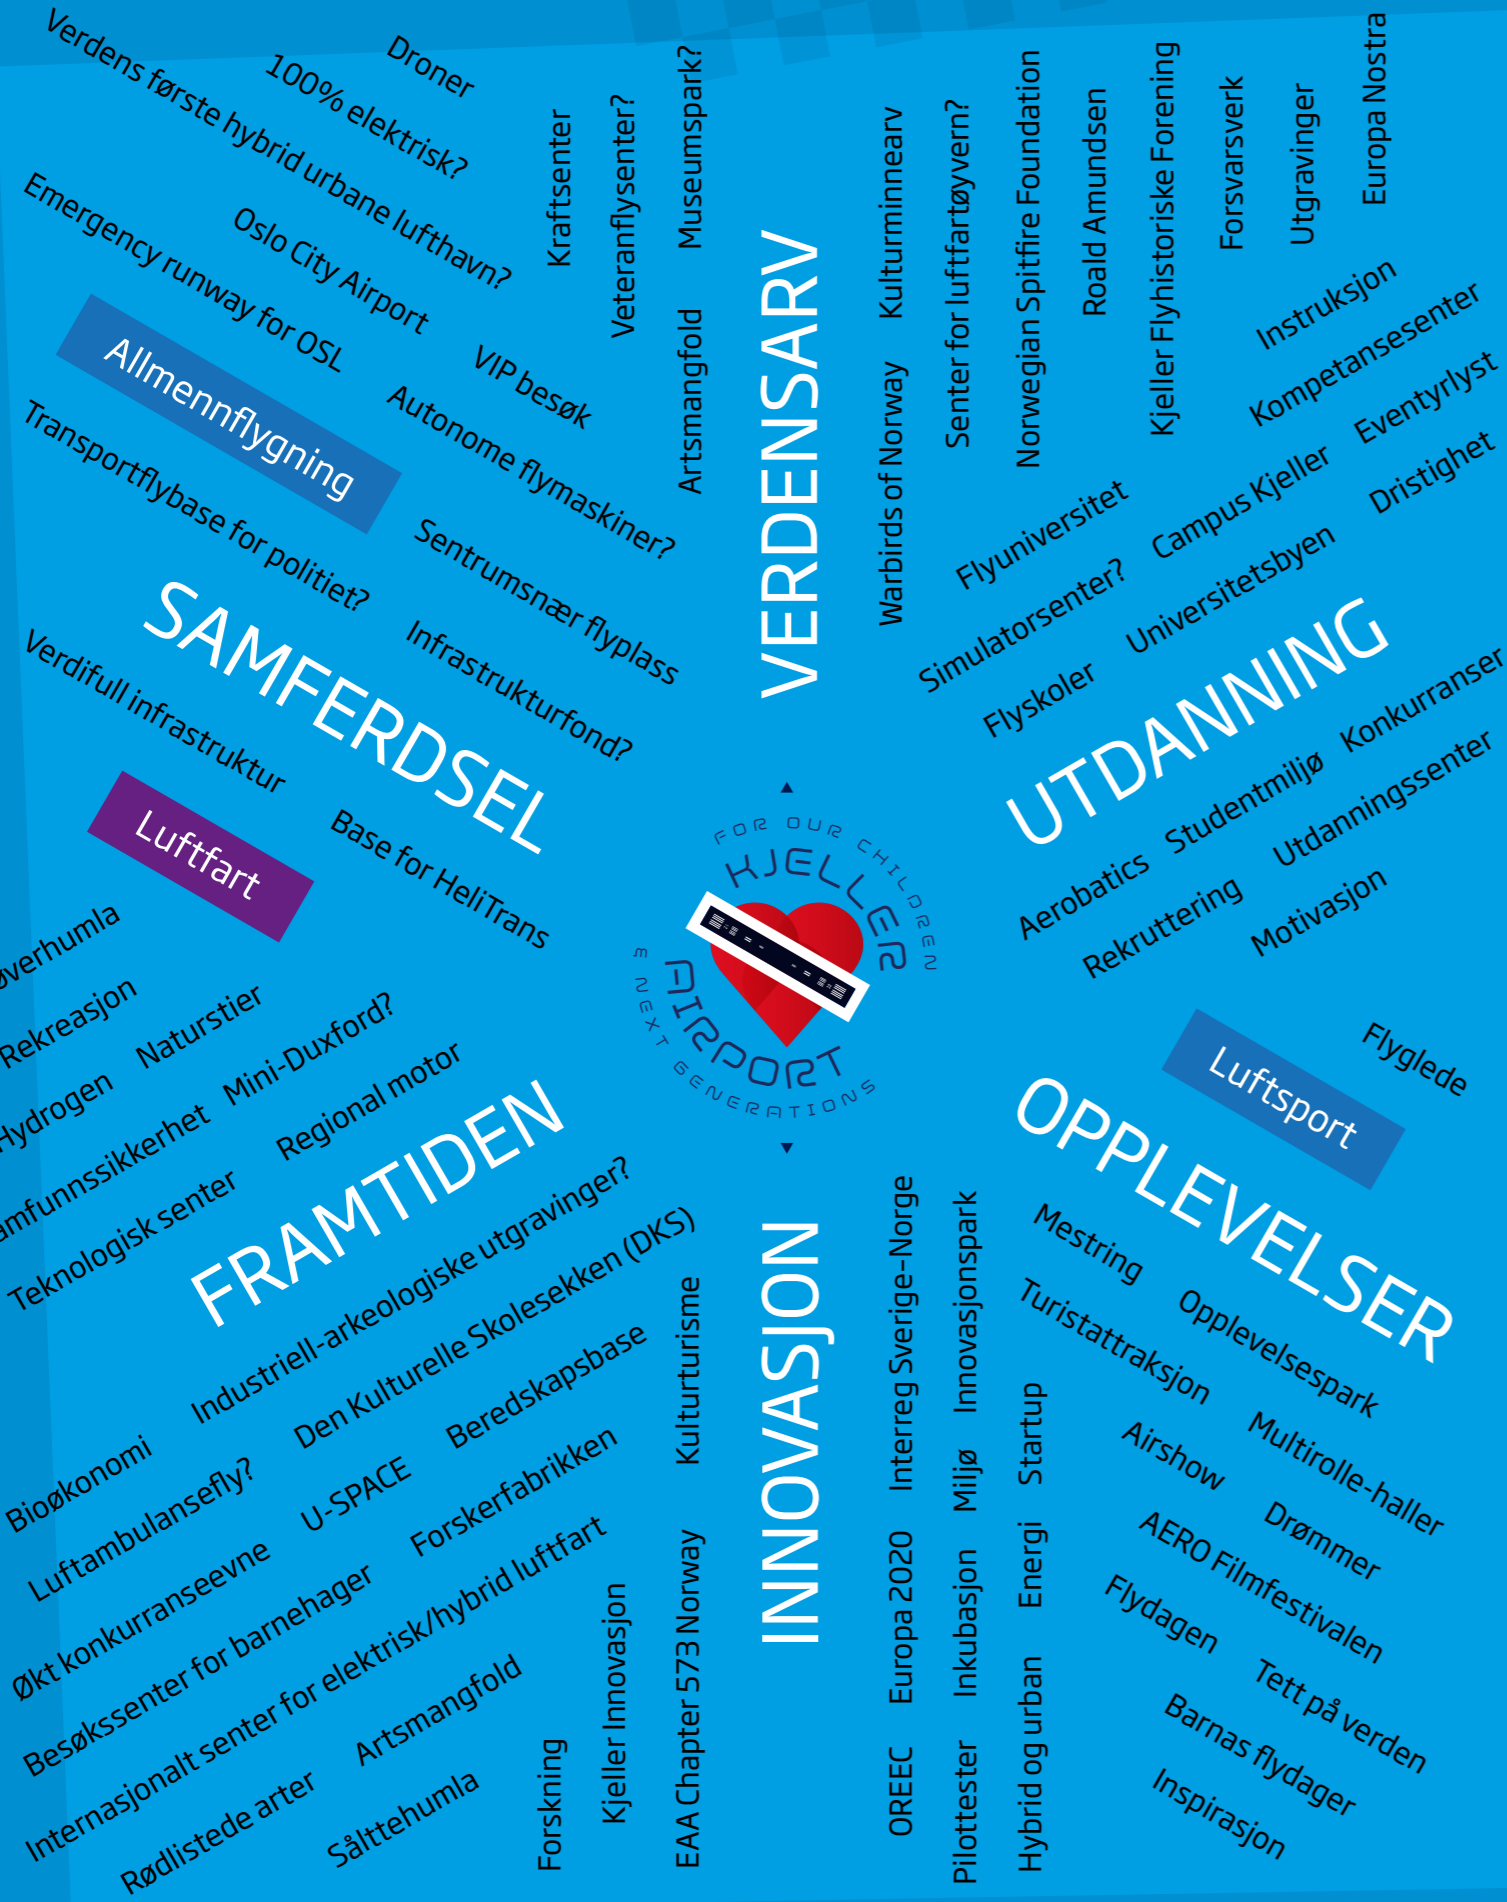 Verdens første hybrid urbane lufthavn?
100% elektrisk?
Droner
Emergency runway for OSL
Oslo City Airport
VIP besøk
Allmennflygning
Autonome flymaskiner?
Transportflybase for politiet?
Sentrumsnær flyplass
SAMFERDSEL
Infrastrukturfond?
Verdifull infrastruktur
Luftfart
Base for HeliTrans
Kraftsenter
Veteranflysenter?
Museumspark?
Artsmangfold
VERDENSARV
Kulturminnearv
Warbirds of Norway
Senter for luftfartøyvern?
Norwegian Spitfire Foundation
Roald Amundsen
Kjeller Flyhistoriske Forening
Forsvarsverk
Utgravinger
Europa Nostra
Instruksjon
Kompetansesenter
Eventyrlyst
Dristighet
Flyuniversitet
Campus Kjeller
Simulatorsenter?
Universitetsbyen
Flyskoler
UTDANNING
Konkurranser
Studentmiljø
Utdanningssenter
Aerobatics
Rekruttering
Motivasjon
FOR OUR CHILDREN
KJELLER
AIRPORT
& NEXT GENERATIONS
Luftsport
Flyglede
OPPLEVELSER
Mestring
Opplevelsespark
Turistattraksjon
Multirolle-haller
Airshow
Drømmer
AERO Filmfestivalen
Flydagen
Tett på verden
Barnas flydager
Inspirasjon
øverhumla
Rekreasjon
Naturstier
Hydrogen
Mini-Duxford?
amfunnssikkerhet
Regional motor
Teknologisk senter
FRAMTIDEN
Industriell-arkeologiske utgravinger?
Den Kulturelle Skolesekken (DKS)
Bioøkonomi
Beredskapsbase
Luftambulansefly?
U-SPACE
Forskerfabrikken
Økt konkurranseevne
Besøkssenter for barnehager
Internasjonalt senter for elektrisk/hybrid luftfart
Artsmangfold
Rødlistede arter
Sålttehumla
Forskning
Kjeller Innovasjon
Kulturturisme
EAA Chapter 573 Norway
INNOVASJON
Interreg Sverige-Norge
Europa 2020
OREEC
Innovasjonspark
Miljø
Inkubasjon
Pilottester
Startup
Energi
Hybrid og urban